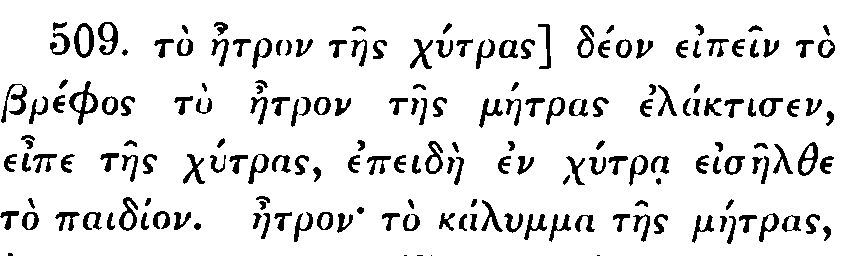 509. τὸ ἦτρον τῆς χύτρας] δέον εἰπεῖν τὸ
βρέφος τὸ ἦτρον τῆς μήτρας ἐλάκτισεν,
εἶπε τῆς χύτρας, ἐπειδὴ ἐν χύτρᾳ εἰσῆλθε
τὸ παιδίον. ἦτρον· τὸ κάλυμμα τῆς μήτρας,